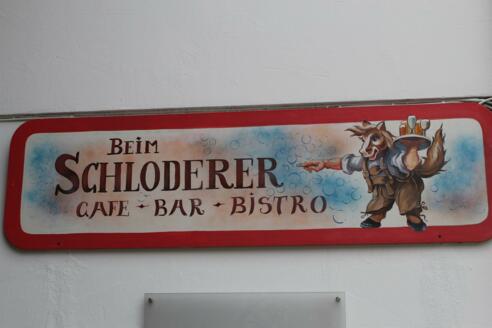 BEIM
SCHLODERER
CAFE - BAR - BiSTRO